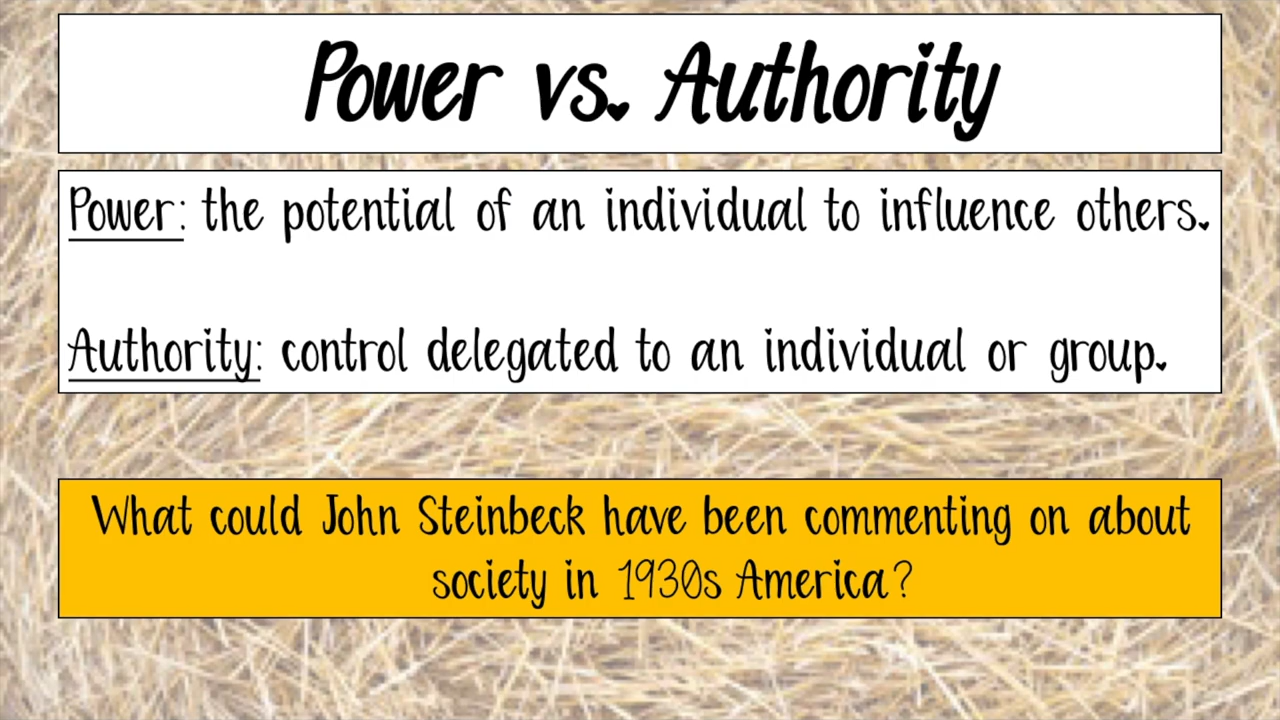 Power vs. Authority
Power: the potential of an individual to influence others.
Authority: control delegated to an individual or group.
What could John Steinbeck have been commenting on about
society in 1930s America?